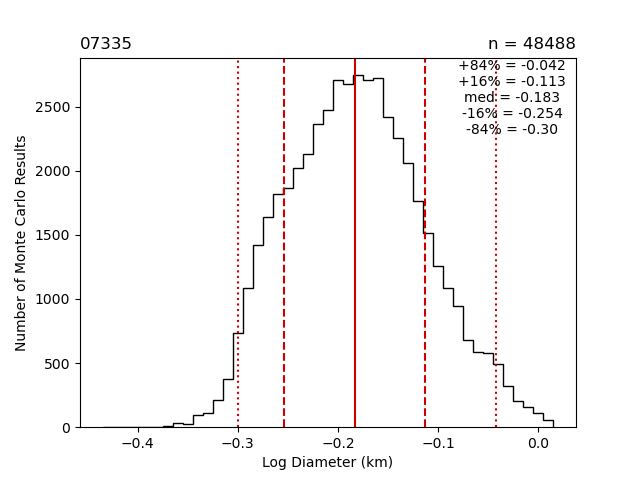 07335
n = 48488
+84% = -0.042
+16% = -0.113
med = -0.183
-16% = -0.254
-84% = -0.30
Number of Monte Carlo Results
2500
2000
1500
1000
500
0
−0.4 −0.3 −0.2 −0.1 0.0
Log Diameter (km)